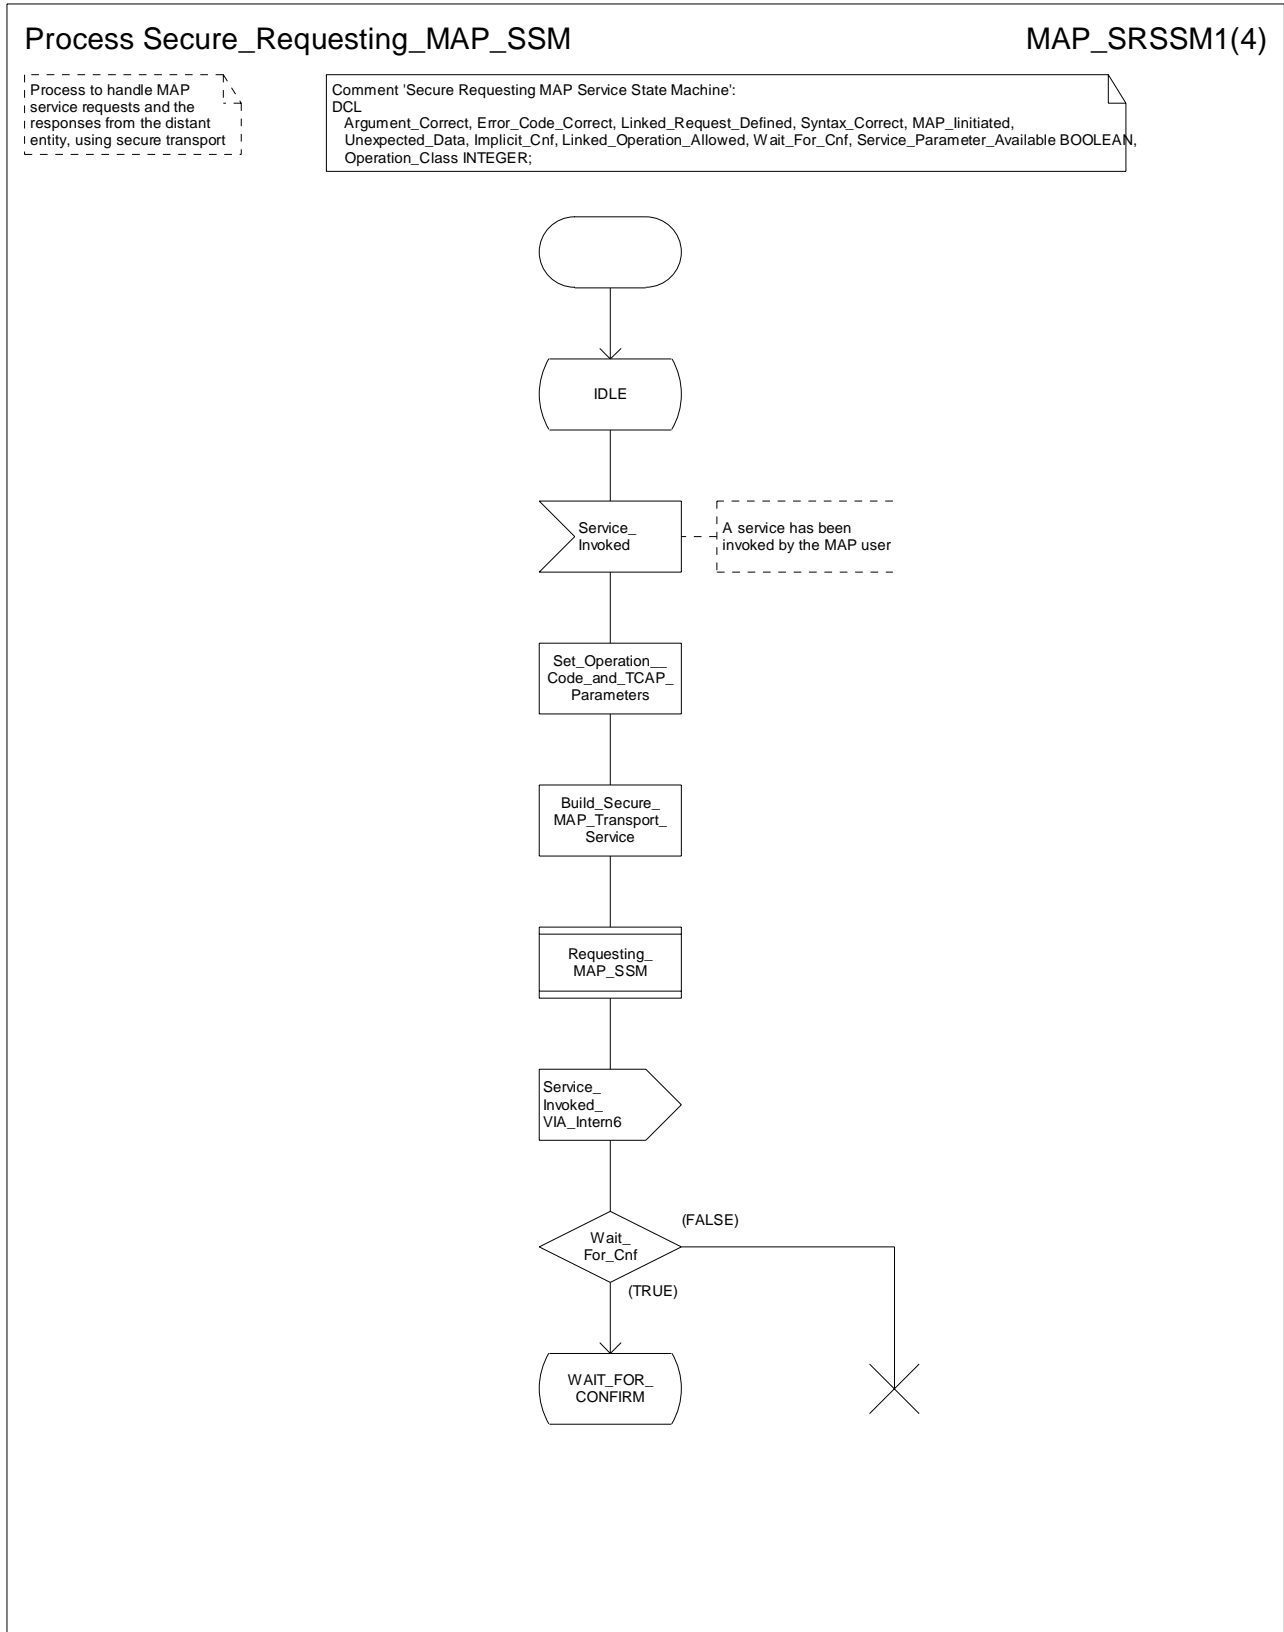 Process Secure_Requesting_MAP_SSM
MAP_SRSSM1(4)
Process to handle MAP
service requests and the
responses from the distant
entity, using secure transport
Comment 'Secure Requesting MAP Service State Machine':
DCL
Argument_Correct, Error_Code_Correct, Linked_Request_Defined, Syntax_Correct, MAP_Iinitiated,
Unexpected_Data, Implicit_Cnf, Linked_Operation_Allowed, Wait_For_Cnf, Service_Parameter_Available BOOLEAN,
Operation_Class INTEGER;
IDLE
Service_
Invoked
A service has been
invoked by the MAP user
Set_Operation__
Code_and_TCAP_
Parameters
Build_Secure_
MAP_Transport_
Service
Requesting_
MAP_SSM
Service_
Invoked_
VIA_Intern6
Wait_
For_Cnf
(FALSE)
(TRUE)
WAIT_FOR_
CONFIRM